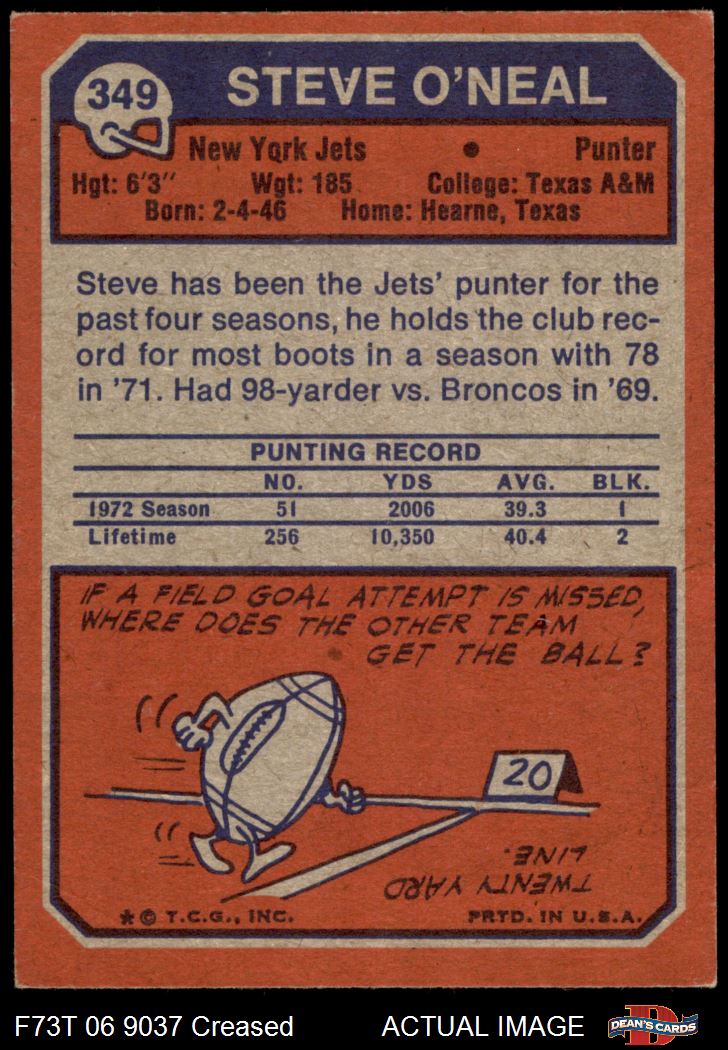 349
STEVE O'NEAL
New York Jets • Punter
Hgt: 6'3" Wgt: 185 College: Texas A&M
Born: 2-4-46 Home: Hearne, Texas
Steve has been the Jets' punter for the
past four seasons, he holds the club rec-
ord for most boots in a season with 78
in '71. Had 98-yarder vs. Broncos in '69.
PUNTING RECORD
NO. YDS AVG. BLK.
1972 Season 51 2006 39.3 1
Lifetime 256 10,350 40.4 2
IF A FIELD GOAL ATTEMPT IS MISSED,
WHERE DOES THE OTHER TEAM
GET THE BALL?
20
TWENTY YARD
LINE.
* © T.C.G., INC. PRTD. IN U.S.A.
F73T 06 9037 Creased ACTUAL IMAGE
D
DEAN'S CARDS